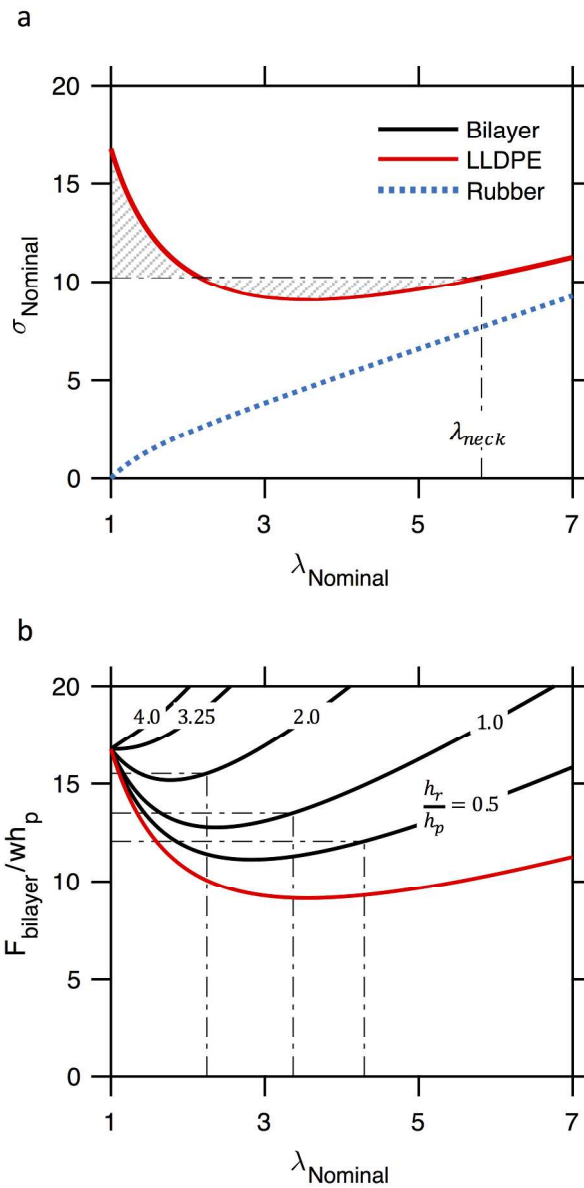 a
20
15
10
5
0
σNominal
Bilayer
LLDPE
Rubber
λneck
1 3 5 7
λNominal
b
20
15
10
5
0
Fbilayer/whp
4.0 3.25 2.0 1.0
hr/hp = 0.5
1 3 5 7
λNominal